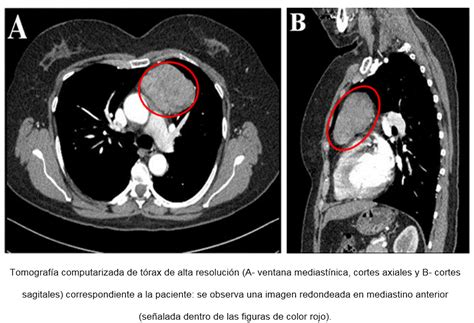 A
B
Tomografía computarizada de tórax de alta resolución (A- ventana mediastínica, cortes axiales y B- cortes
sagitales) correspondiente a la paciente: se observa una imagen redondeada en mediastino anterior
(señalada dentro de las figuras de color rojo).